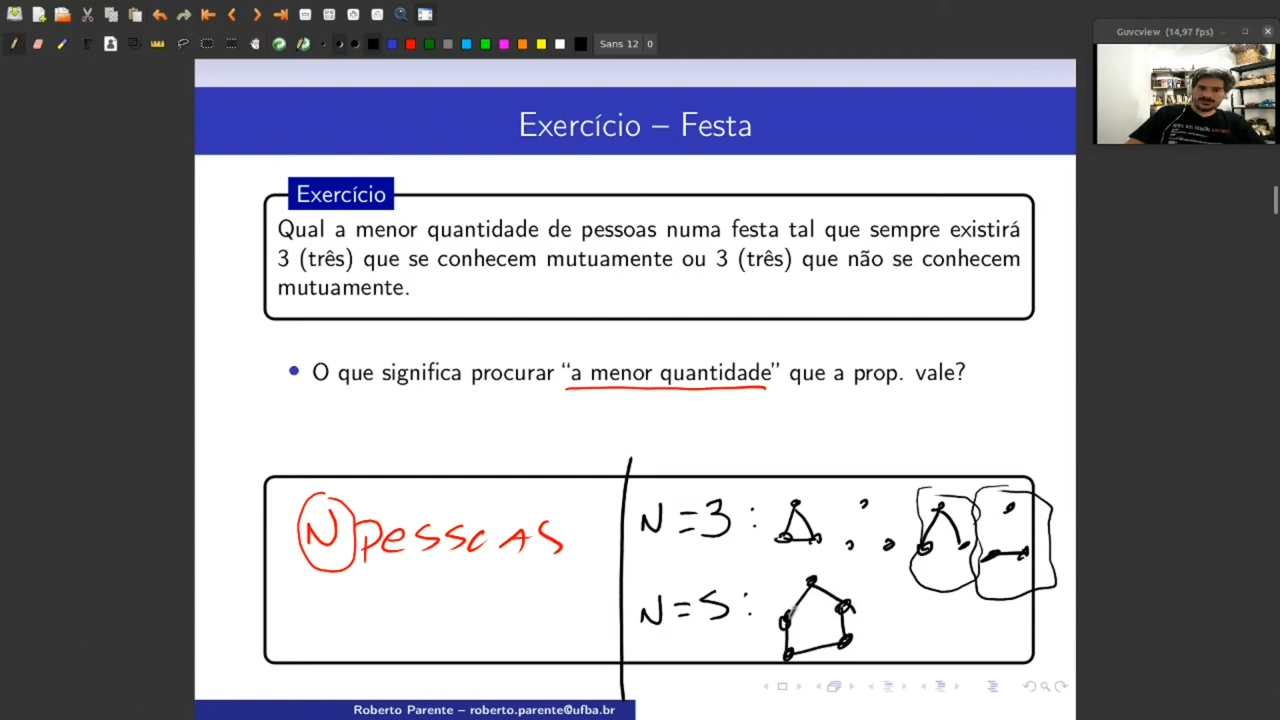 Guvcview (14,97 fps)
Sans 12 0
Exercício – Festa
Exercício
Qual a menor quantidade de pessoas numa festa tal que sempre existirá
3 (três) que se conhecem mutuamente ou 3 (três) que não se conhecem
mutuamente.
O que significa procurar “a menor quantidade” que a prop. vale?
N pessoas
N = 3 :
N = 5 :
Roberto Parente – roberto.parente@ufba.br